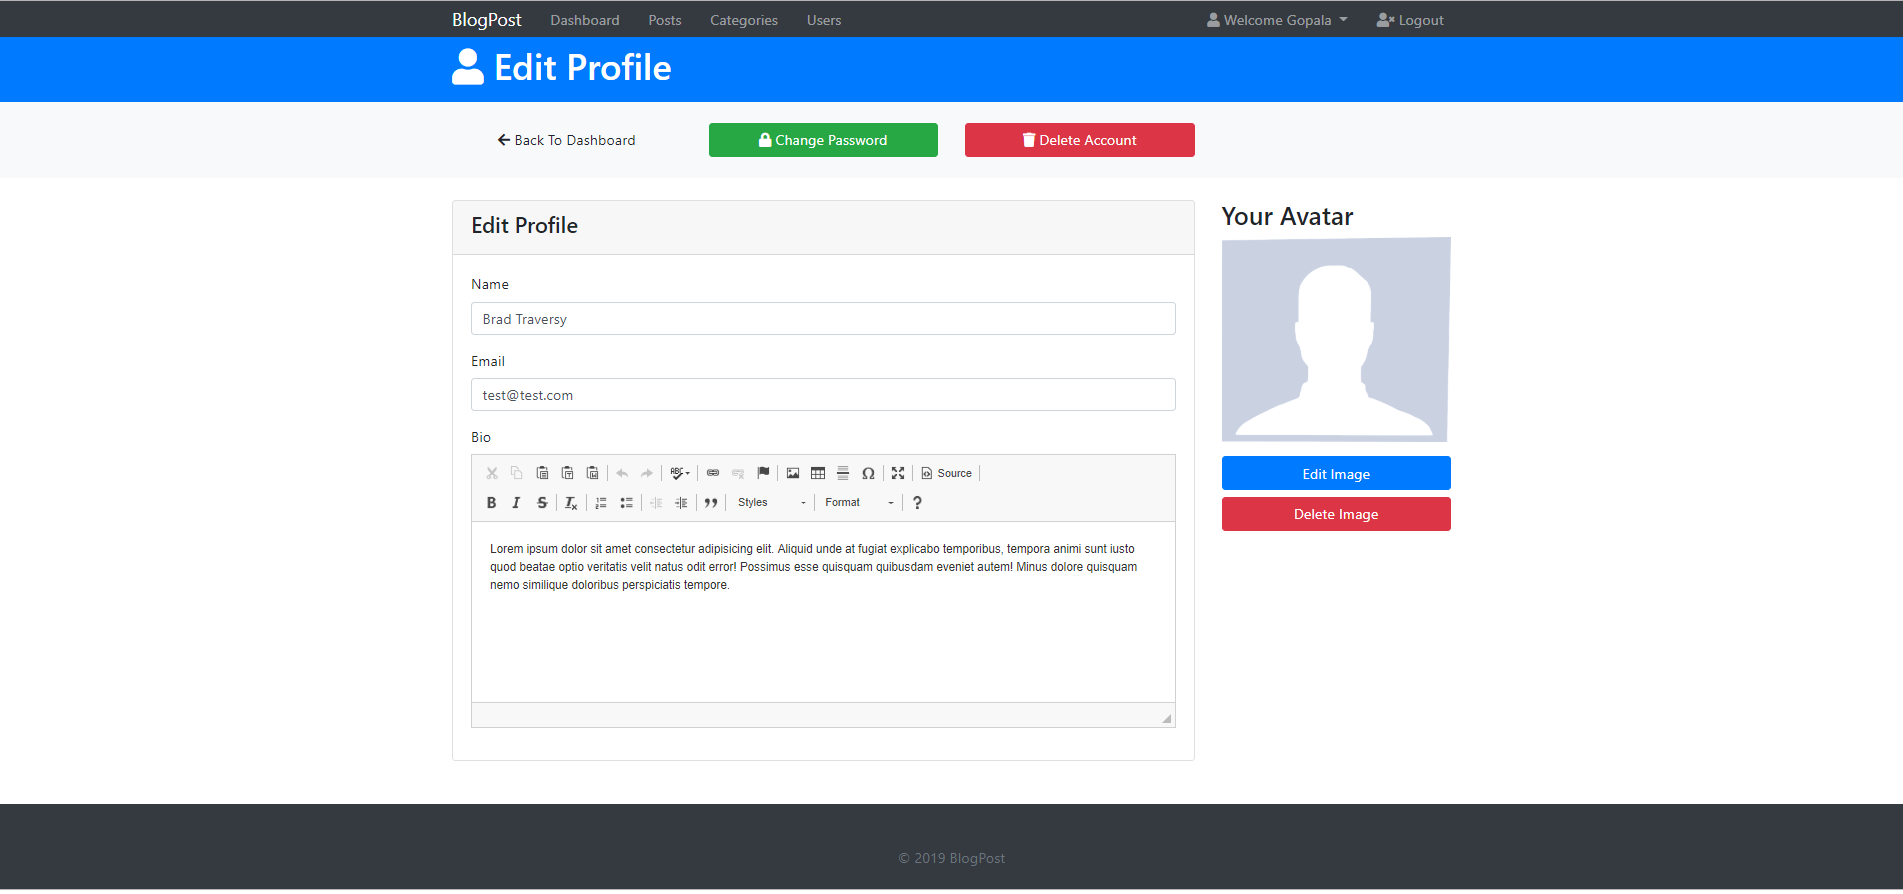 BlogPost Dashboard Posts Categories Users Welcome Gopala Logout
Edit Profile
Back To Dashboard Change Password Delete Account
Edit Profile
Name
Brad Traversy
Email
test@test.com
Bio
ABC Source
B I S Tx Styles Format ?
Lorem ipsum dolor sit amet consectetur adipisicing elit. Aliquid unde at fugiat explicabo temporibus, tempora animi sunt iusto
quod beatae optio veritatis velit natus odit error! Possimus esse quisquam quibusdam eveniet autem! Minus dolore quisquam
nemo similique doloribus perspiciatis tempore.
Your Avatar
Edit Image
Delete Image
© 2019 BlogPost